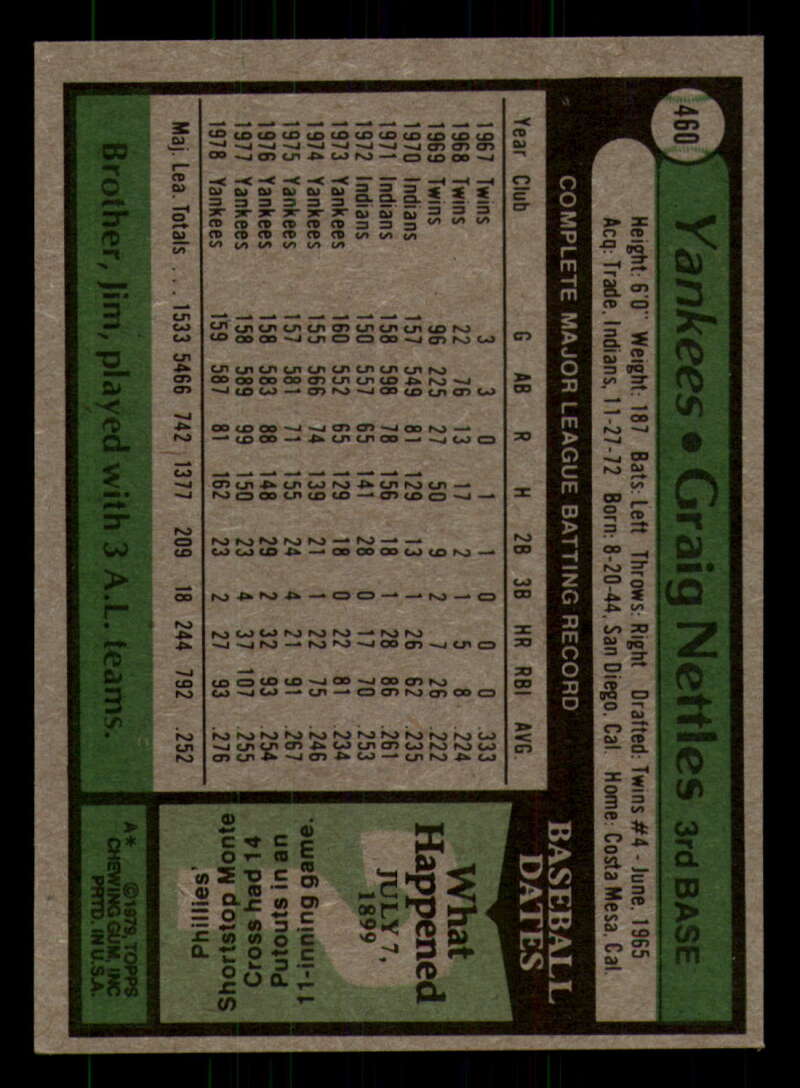 460
Yankees • Graig Nettles 3rd BASE
Height: 6'0" Weight: 187 Bats: Left Throws: Right Drafted: Twins #4 - June, 1965
Acq: Trade, Indians, 11-27-72 Born: 8-20-44, San Diego, Cal. Home: Costa Mesa, Cal.
COMPLETE MAJOR LEAGUE BATTING RECORD
Year Club G AB R H 2B 3B HR RBI AVG.
1967 Twins 3 3 0 1 1 0 0 0 .333
1968 Twins 22 76 13 17 2 1 5 8 .224
1969 Twins 96 225 27 50 9 2 7 26 .222
1970 Indians 157 549 81 129 13 1 26 62 .235
1971 Indians 158 598 78 156 18 1 28 86 .261
1972 Indians 150 557 65 141 28 0 17 70 .253
1973 Yankees 160 552 65 129 18 0 22 81 .234
1974 Yankees 155 566 74 139 21 1 22 75 .246
1975 Yankees 157 581 71 155 24 4 21 91 .267
1976 Yankees 158 583 88 148 29 2 32 93 .254
1977 Yankees 158 589 99 150 23 4 37 107 .255
1978 Yankees 159 587 81 162 23 2 27 93 .276
Maj. Lea. Totals . . . 1533 5466 742 1377 209 18 244 792 .252
Brother, Jim, played with 3 A.L. teams.
BASEBALL
DATES
What
Happened
JULY 7,
1899
Phillies'
Shortstop Monte
Cross had 14
Putouts in an
11-inning game.
A* ©1979, TOPPS
CHEWING GUM, INC
PRTD. IN U.S.A.